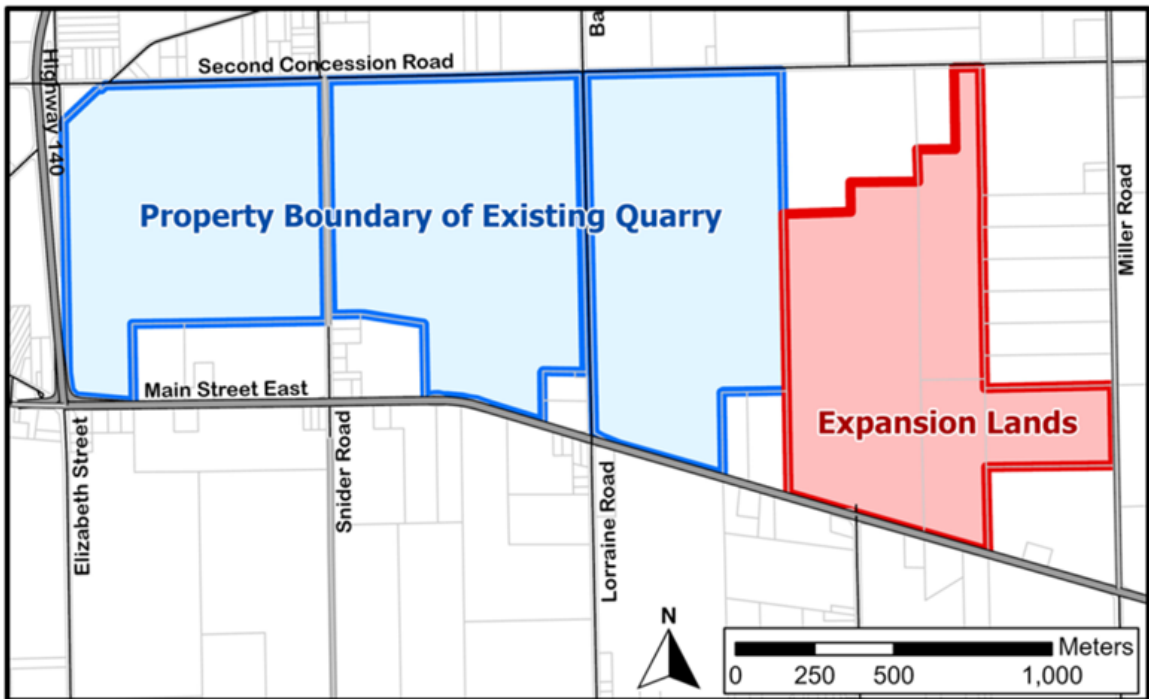 Highway 140
Second Concession Road
Ba
Property Boundary of Existing Quarry
Miller Road
Main Street East
Expansion Lands
Elizabeth Street
Snider Road
Lorraine Road
N
Meters
0 250 500 1,000